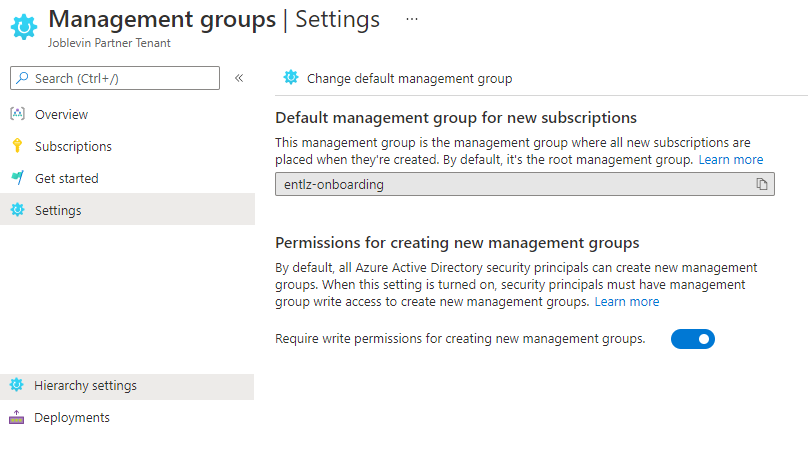 Management groups | Settings ...
Joblevin Partner Tenant
Search (Ctrl+/)
«
Overview
Subscriptions
Get started
Settings
Hierarchy settings
Deployments
Change default management group
Default management group for new subscriptions
This management group is the management group where all new subscriptions are
placed when they're created. By default, it's the root management group. Learn more
entlz-onboarding
Permissions for creating new management groups
By default, all Azure Active Directory security principals can create new management
groups. When this setting is turned on, security principals must have management
group write access to create new management groups. Learn more
Require write permissions for creating new management groups.